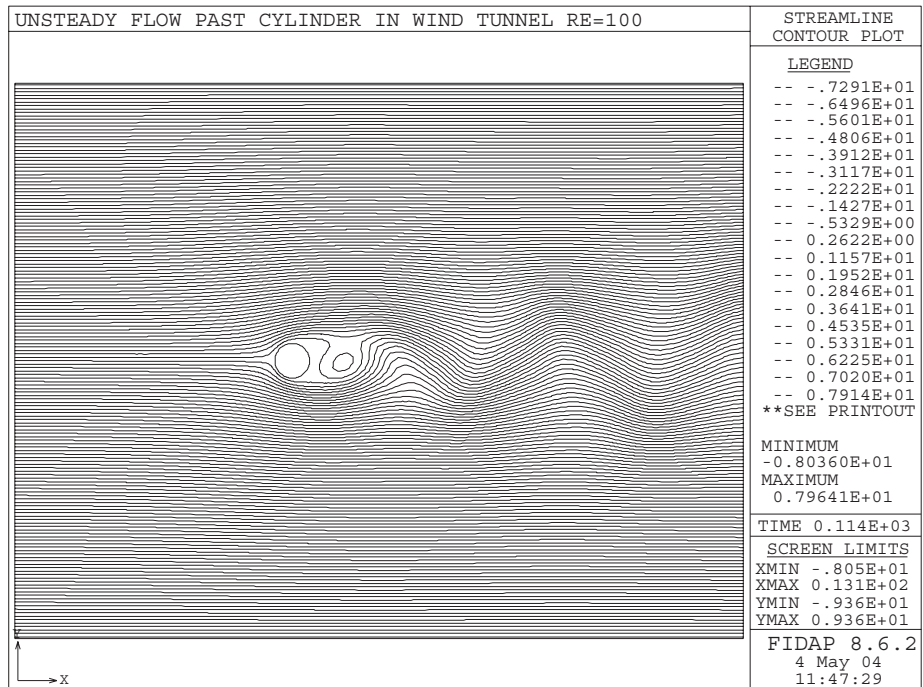 UNSTEADY FLOW PAST CYLINDER IN WIND TUNNEL RE=100
STREAMLINE
CONTOUR PLOT
LEGEND
-- -.7291E+01
-- -.6496E+01
-- -.5601E+01
-- -.4806E+01
-- -.3912E+01
-- -.3117E+01
-- -.2222E+01
-- -.1427E+01
-- -.5329E+00
-- 0.2622E+00
-- 0.1157E+01
-- 0.1952E+01
-- 0.2846E+01
-- 0.3641E+01
-- 0.4535E+01
-- 0.5331E+01
-- 0.6225E+01
-- 0.7020E+01
-- 0.7914E+01
**SEE PRINTOUT
MINIMUM
-0.80360E+01
MAXIMUM
0.79641E+01
TIME 0.114E+03
SCREEN LIMITS
XMIN -.805E+01
XMAX 0.131E+02
YMIN -.936E+01
YMAX 0.936E+01
FIDAP 8.6.2
4 May 04
11:47:29
Y
X